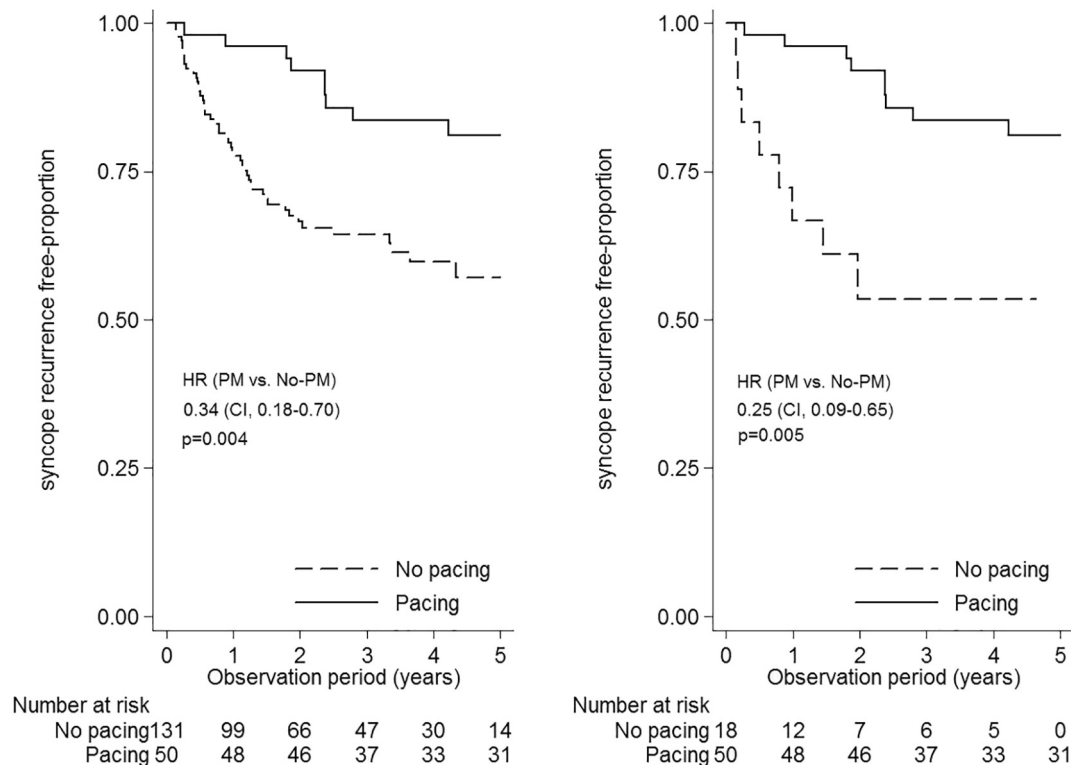 syncope recurrence free-proportion
1.00
0.75
0.50
0.25
0.00
HR (PM vs. No-PM)
0.34 (CI, 0.18-0.70)
p=0.004
No pacing
Pacing
0 1 2 3 4 5
Observation period (years)
Number at risk
No pacing 131 99 66 47 30 14
Pacing 50 48 46 37 33 31
syncope recurrence free-proportion
1.00
0.75
0.50
0.25
0.00
HR (PM vs. No-PM)
0.25 (CI, 0.09-0.65)
p=0.005
No pacing
Pacing
0 1 2 3 4 5
Observation period (years)
Number at risk
No pacing 18 12 7 6 5 0
Pacing 50 48 46 37 33 31